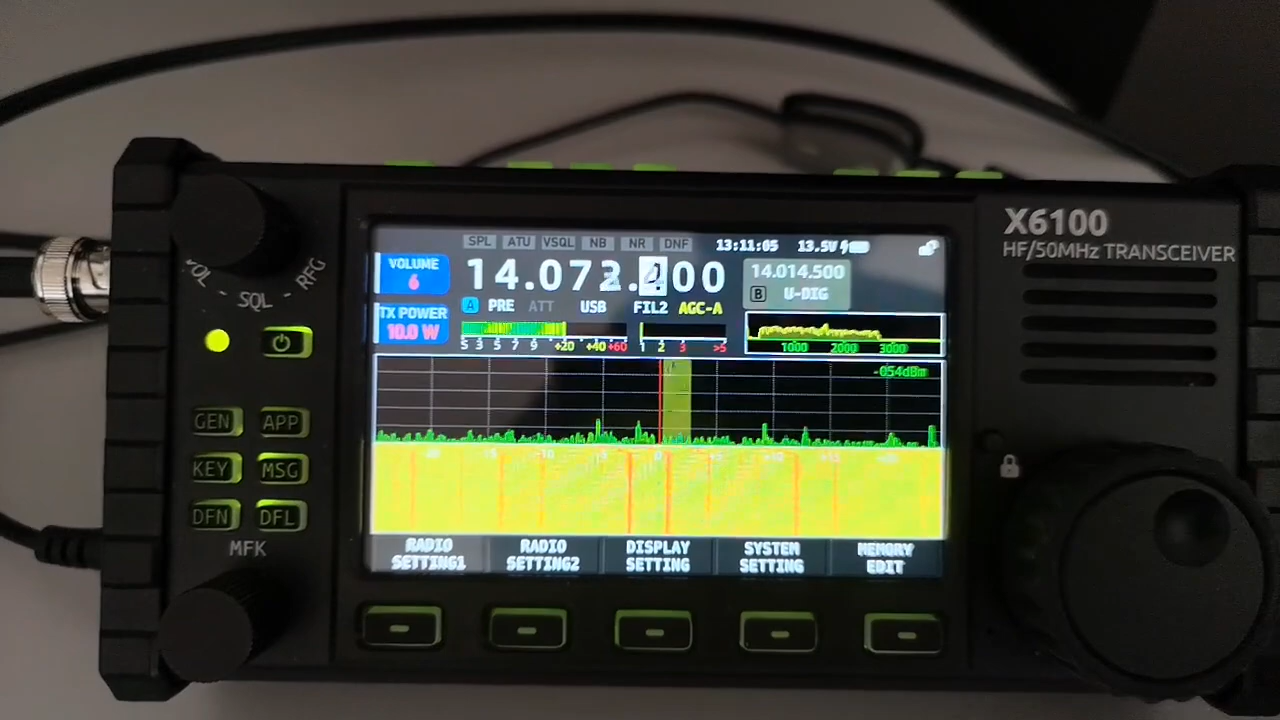 X6100
HF/50MHz TRANSCEIVER
SPL ATU VSQL NB NR DNF 13:11:05 13.5V
VOLUME
6
14.014.500
A PRE ATT USB FIL2 AGC-A
B U-DIG
TX POWER
10.0 W
S 3 5 7 9 +20 +40 +60 1 2 3 >5
1000 2000 3000
-054dBm
VOL SQL RFG
GEN APP
KEY MSG
DFN DFL
MFK
RADIO SETTING1
RADIO SETTING2
DISPLAY SETTING
SYSTEM SETTING
MEMORY EDIT